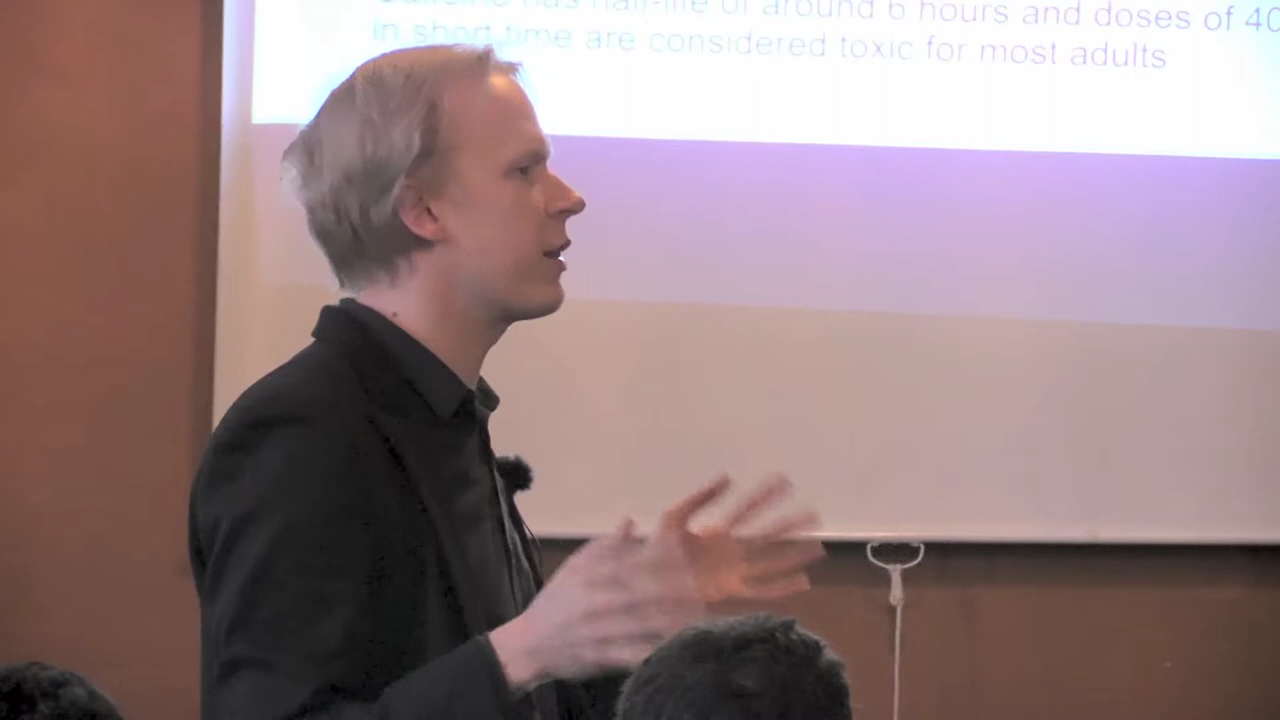 Caffeine has half-life of around 6 hours and doses of 40
in short time are considered toxic for most adults